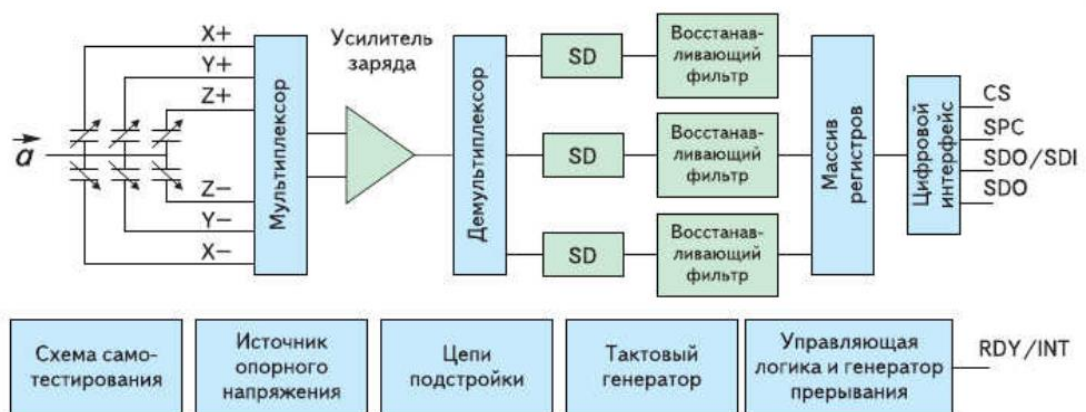 X+
Y+
Z+
a
Z−
Y−
X−
Мультиплексор
Усилитель
заряда
Демультиплексор
SD
Восстанав-
ливающий
фильтр
SD
Восстанав-
ливающий
фильтр
SD
Восстанав-
ливающий
фильтр
Массив
регистров
Цифровой
интерфейс
CS
SPC
SDO/SDI
SDO
Схема само-
тестирования
Источник
опорного
напряжения
Цепи
подстройки
Тактовый
генератор
Управляющая
логика и генератор
прерывания
RDY/INT